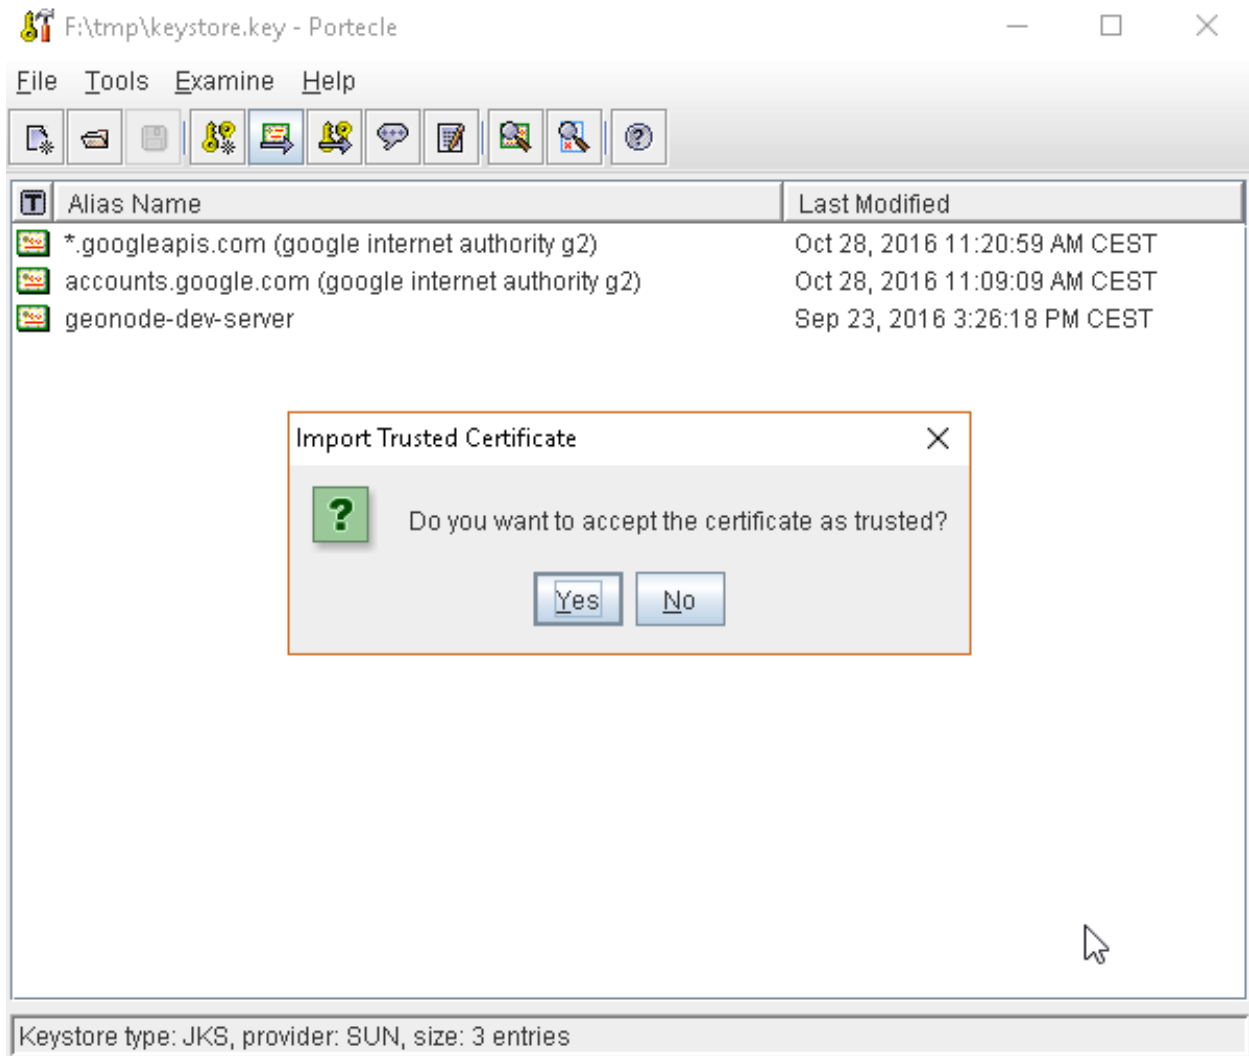 F:\tmp\keystore.key - Portecle
File Tools Examine Help
T Alias Name Last Modified
*.googleapis.com (google internet authority g2) Oct 28, 2016 11:20:59 AM CEST
accounts.google.com (google internet authority g2) Oct 28, 2016 11:09:09 AM CEST
geonode-dev-server Sep 23, 2016 3:26:18 PM CEST
Import Trusted Certificate
? Do you want to accept the certificate as trusted?
Yes No
Keystore type: JKS, provider: SUN, size: 3 entries